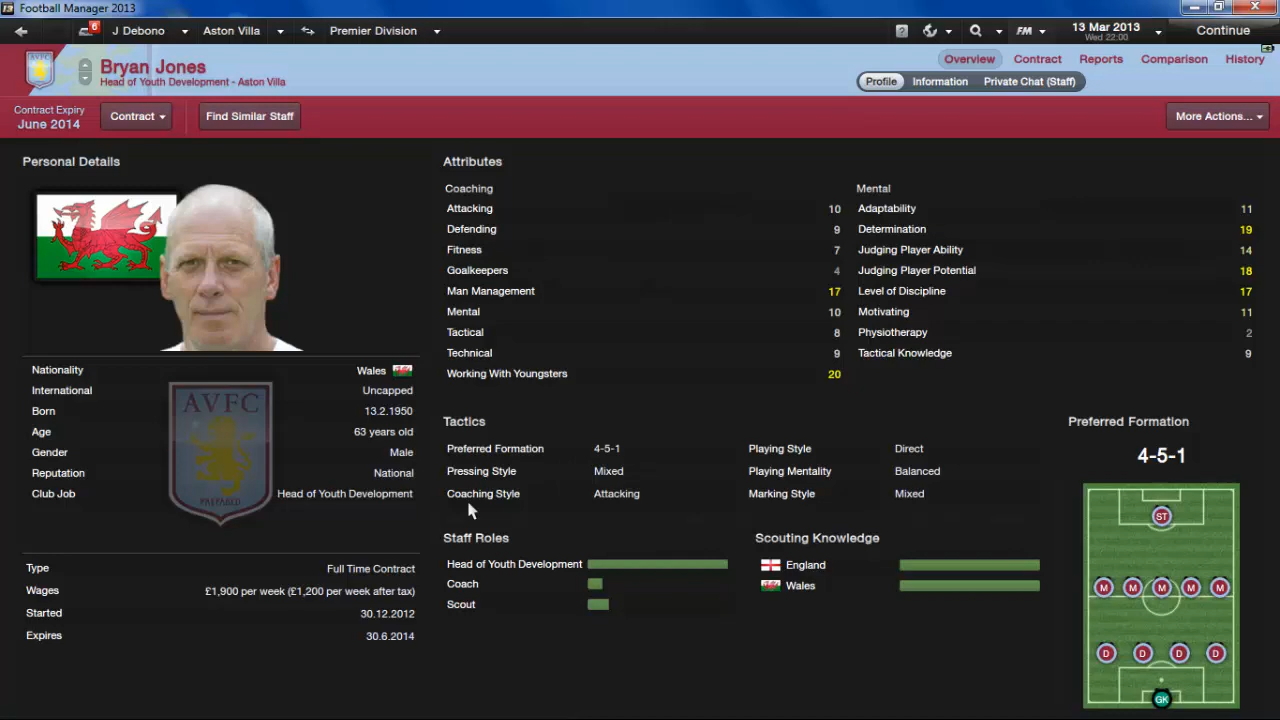 Football Manager 2013
6
J Debono
Aston Villa
Premier Division
?
FM
13 Mar 2013
Wed 22:00
Continue
AVFC
Bryan Jones
Head of Youth Development - Aston Villa
Overview
Contract
Reports
Comparison
History
Profile
Information
Private Chat (Staff)
Contract Expiry
June 2014
Contract
Find Similar Staff
More Actions...
Personal Details
Nationality Wales
International Uncapped
Born 13.2.1950
Age 63 years old
Gender Male
Reputation National
Club Job Head of Youth Development
AVFC
PREPARED
Type Full Time Contract
Wages £1,900 per week (£1,200 per week after tax)
Started 30.12.2012
Expires 30.6.2014
Attributes
Coaching
Attacking 10
Defending 9
Fitness 7
Goalkeepers 4
Man Management 17
Mental 10
Tactical 8
Technical 9
Working With Youngsters 20
Mental
Adaptability 11
Determination 19
Judging Player Ability 14
Judging Player Potential 18
Level of Discipline 17
Motivating 11
Physiotherapy 2
Tactical Knowledge 9
Tactics
Preferred Formation 4-5-1
Pressing Style Mixed
Coaching Style Attacking
Playing Style Direct
Playing Mentality Balanced
Marking Style Mixed
Staff Roles
Head of Youth Development
Coach
Scout
Scouting Knowledge
England
Wales
Preferred Formation
4-5-1
ST
M M M M M
D D D D
GK